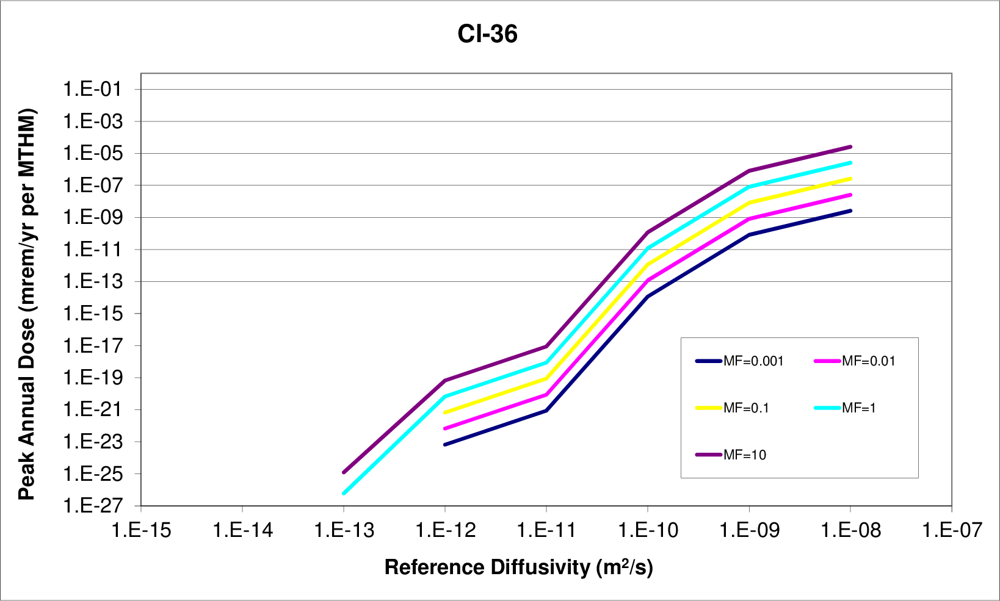 Cl-36
Peak Annual Dose (mrem/yr per MTHM)
1.E-01
1.E-03
1.E-05
1.E-07
1.E-09
1.E-11
1.E-13
1.E-15
1.E-17
1.E-19
1.E-21
1.E-23
1.E-25
1.E-27
MF=0.001 MF=0.01
MF=0.1 MF=1
MF=10
1.E-15 1.E-14 1.E-13 1.E-12 1.E-11 1.E-10 1.E-09 1.E-08 1.E-07
Reference Diffusivity (m²/s)